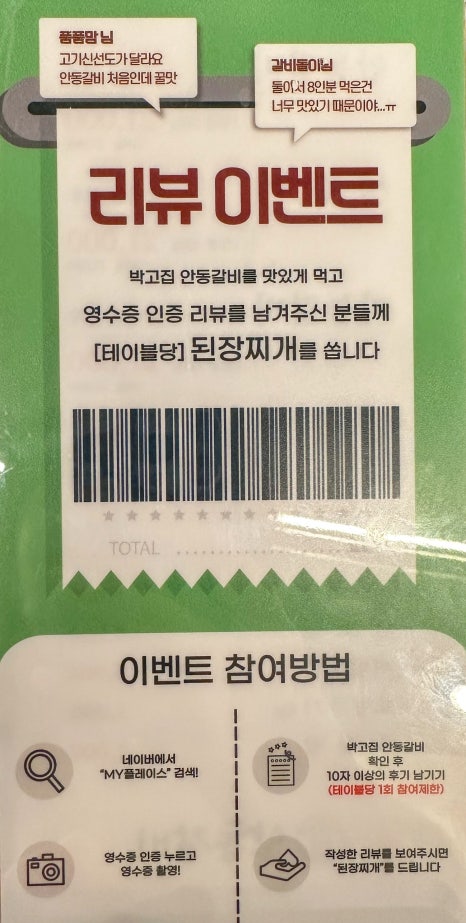 품품맘 님
고기신선도가 달라요
안동갈비 처음인데 꿀맛
갈비돌이님
둘이서 8인분 먹은건
너무 맛있기 때문이야...ㅠ
리뷰 이벤트
박고집 안동갈비를 맛있게 먹고
영수증 인증 리뷰를 남겨주신 분들께
[테이블당] 된장찌개를 쏩니다
TOTAL
이벤트 참여방법
네이버에서
“MY플레이스” 검색!
영수증 인증 누르고
영수증 촬영!
박고집 안동갈비
확인 후
10자 이상의 후기 남기기
(테이블당 1회 참여제한)
작성한 리뷰를 보여주시면
“된장찌개”를 드립니다